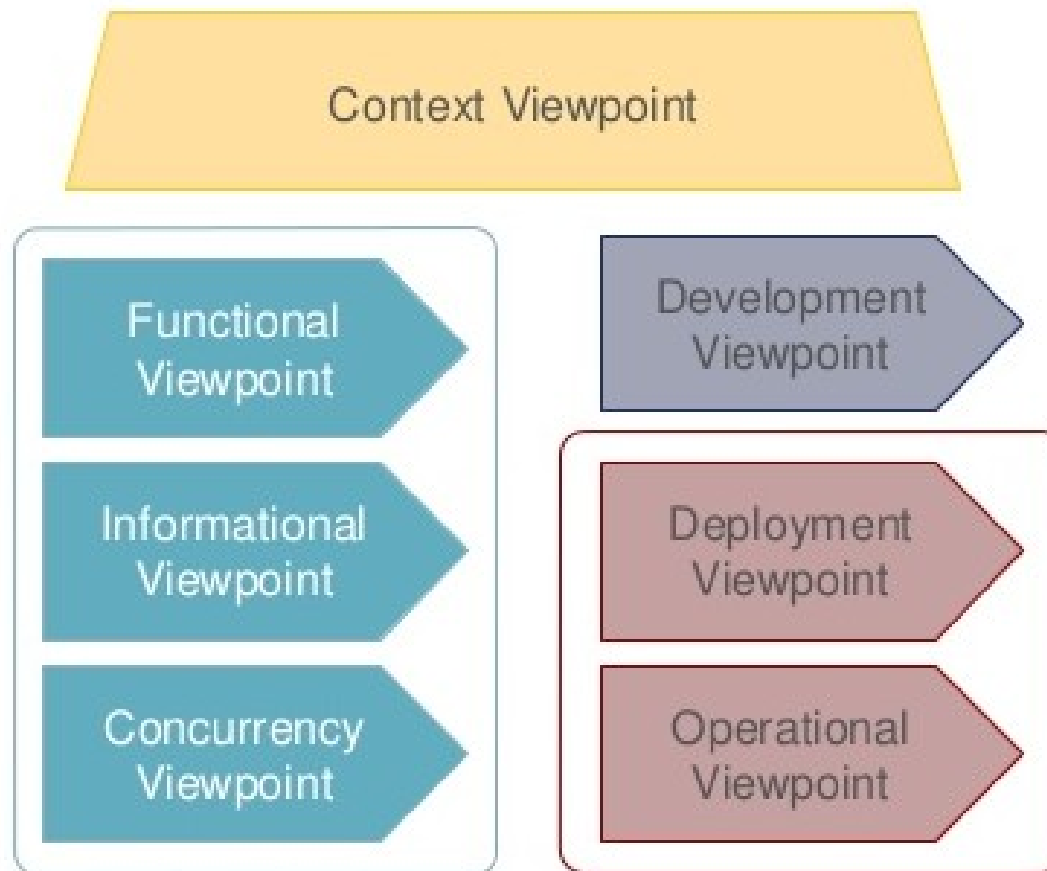 Context Viewpoint
Functional
Viewpoint
Informational
Viewpoint
Concurrency
Viewpoint
Development
Viewpoint
Deployment
Viewpoint
Operational
Viewpoint